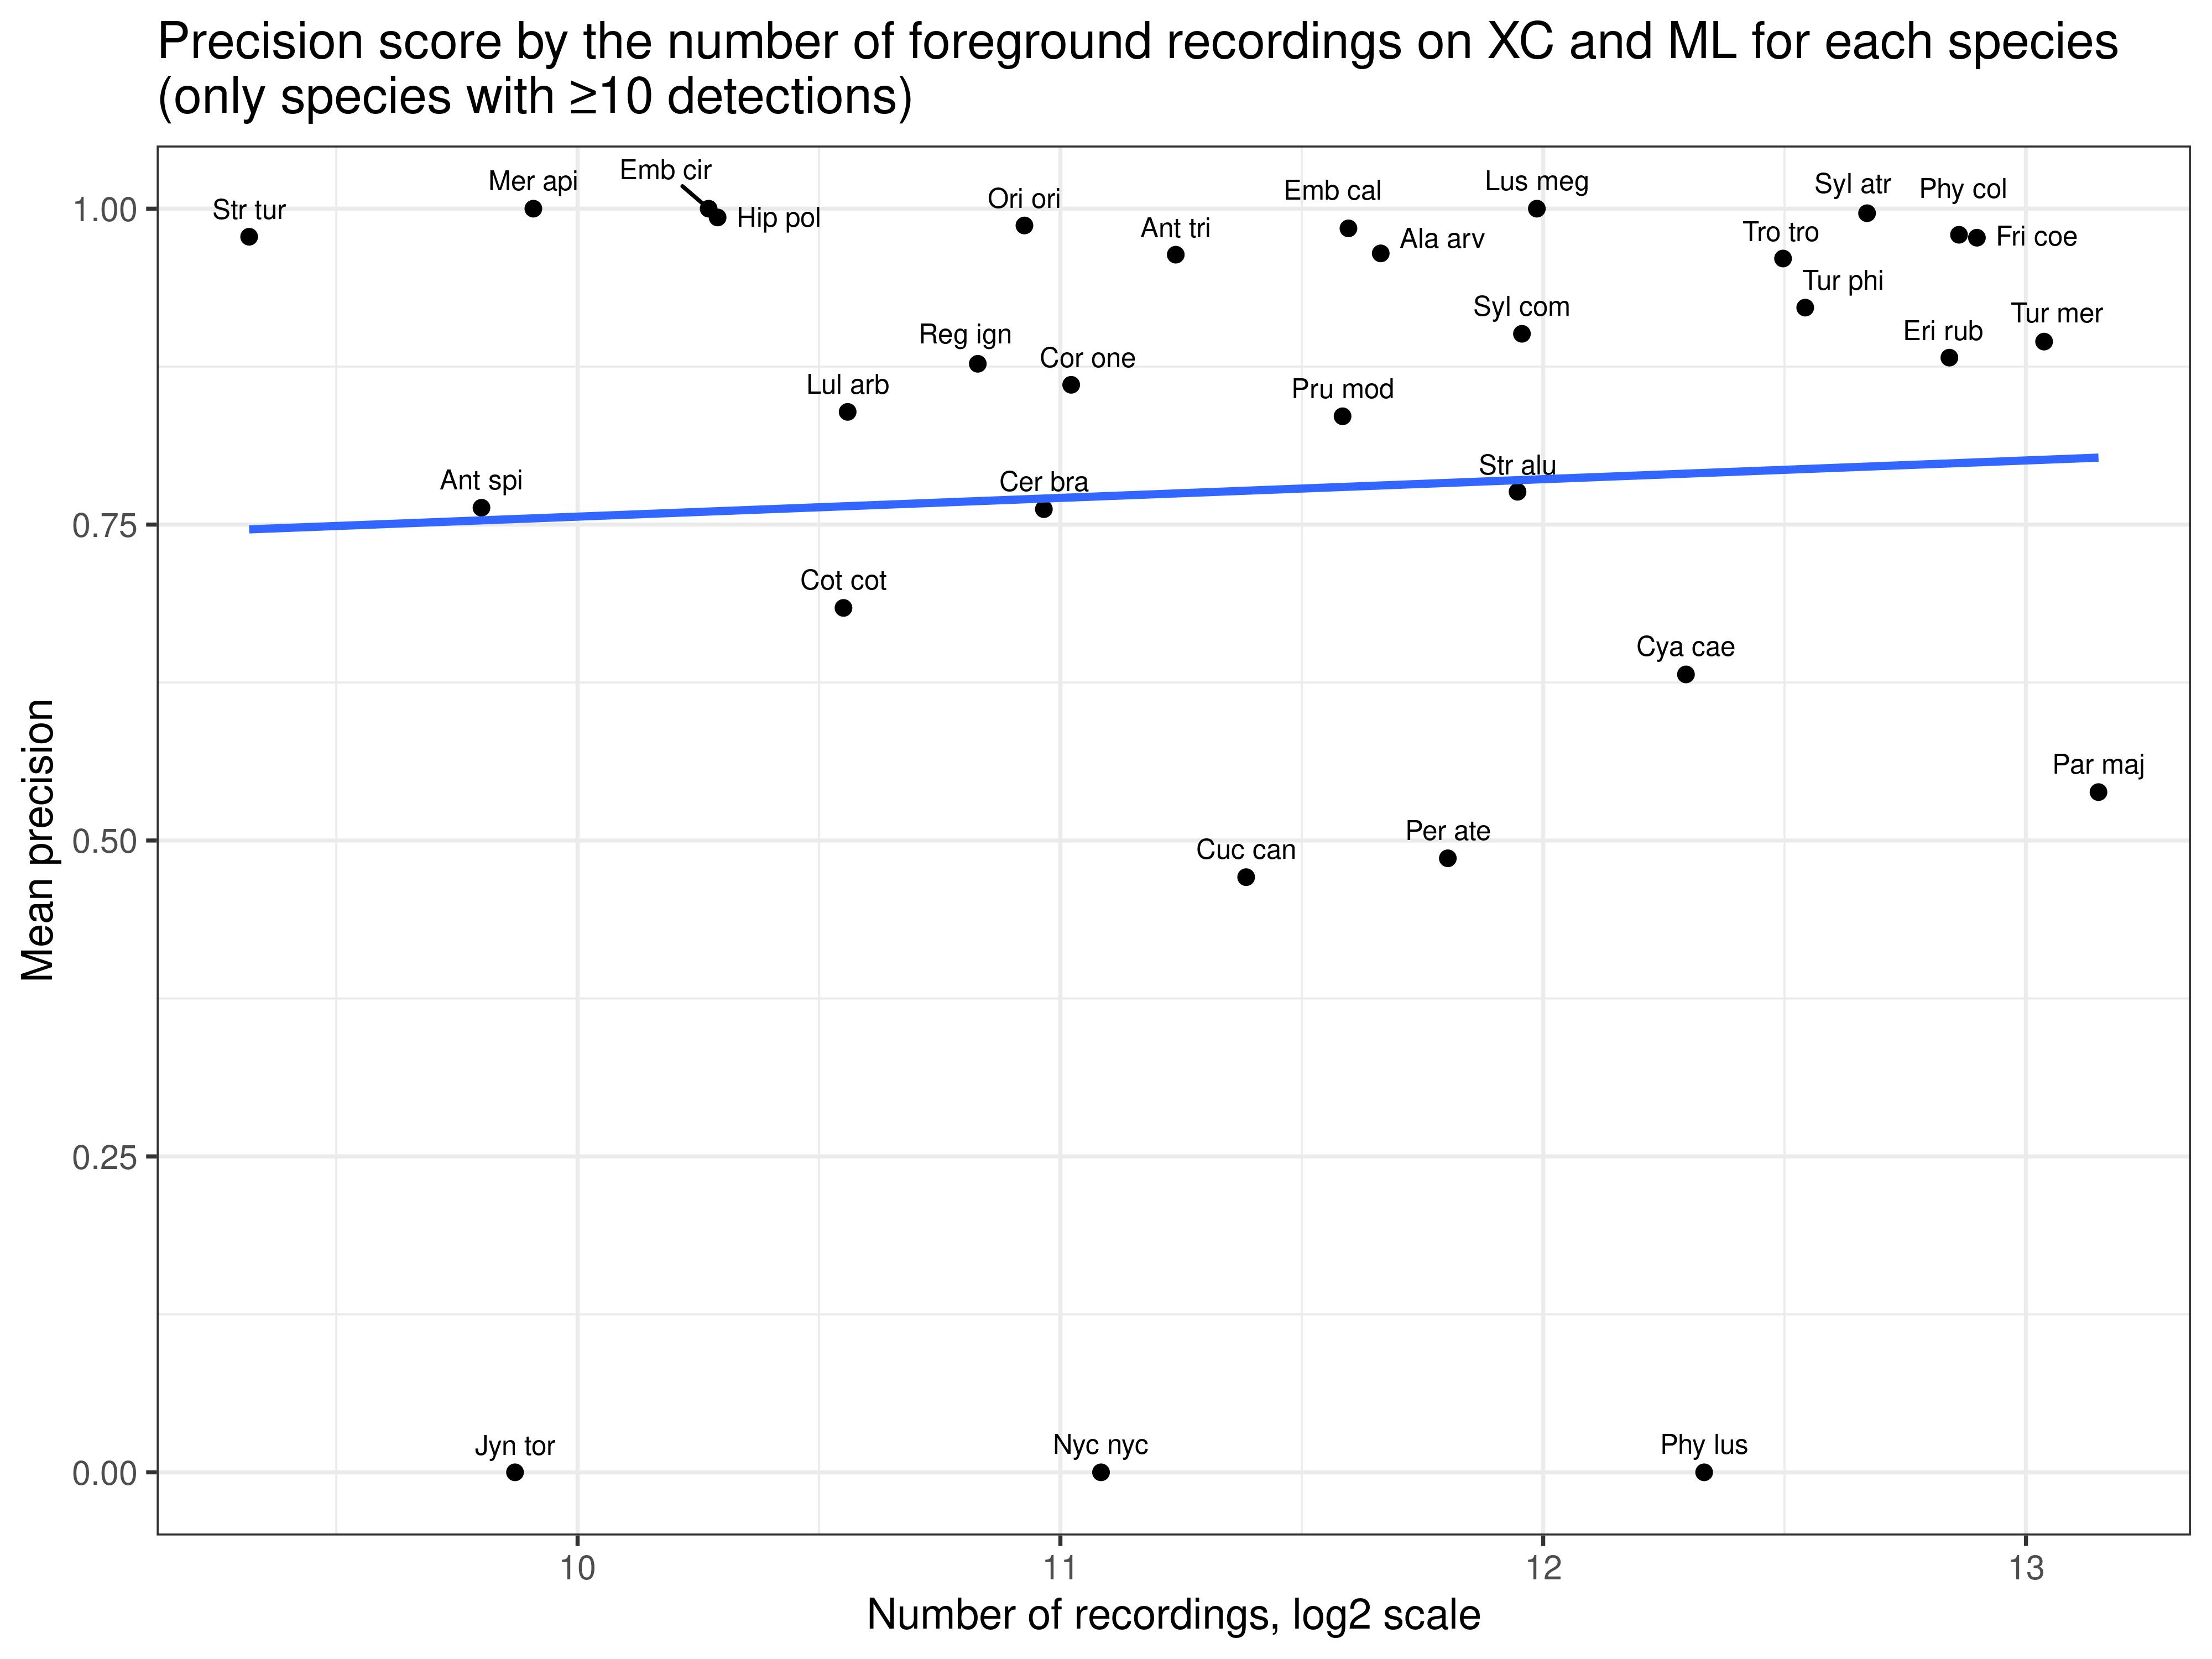 Precision score by the number of foreground recordings on XC and ML for each species
(only species with ≥10 detections)
Emb cir
Mer api
Lus meg
Syl atr
Phy col
Emb cal
Ori ori
Str tur
1.00
Hip pol
Ant tri
Tro tro
Fri coe
Ala arv
Tur phi
Syl com
Tur mer
Eri rub
Reg ign
Cor one
Lul arb
Pru mod
Str alu
Ant spi
Cer bra
0.75
Cot cot
Cya cae
Par maj
Per ate
0.50
Cuc can
Mean precision
0.25
Jyn tor
Nyc nyc
Phy lus
0.00
10
11
12
13
Number of recordings, log2 scale